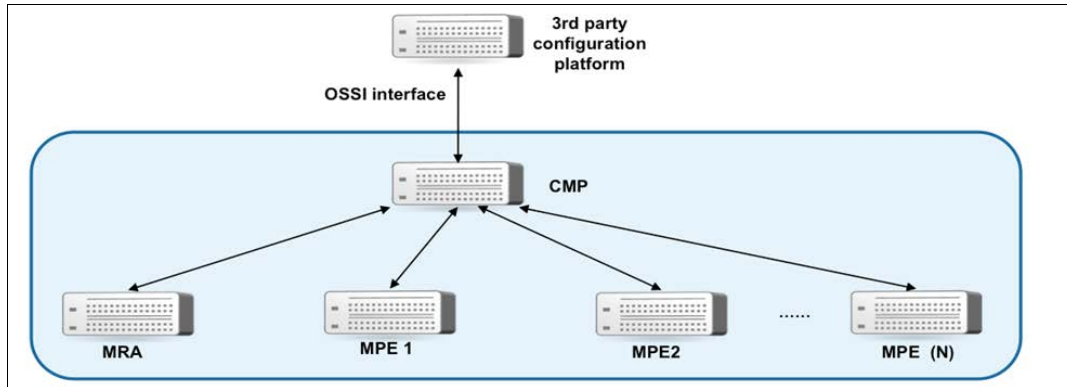 3rd party
configuration
platform
OSSI interface
CMP
......
MRA
MPE 1
MPE2
MPE (N)